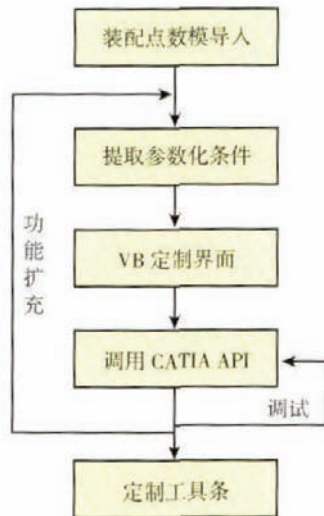 装配点数模导入
提取参数化条件
功能扩充
VB 定制界面
调用 CATIA API
调试
定制工具条